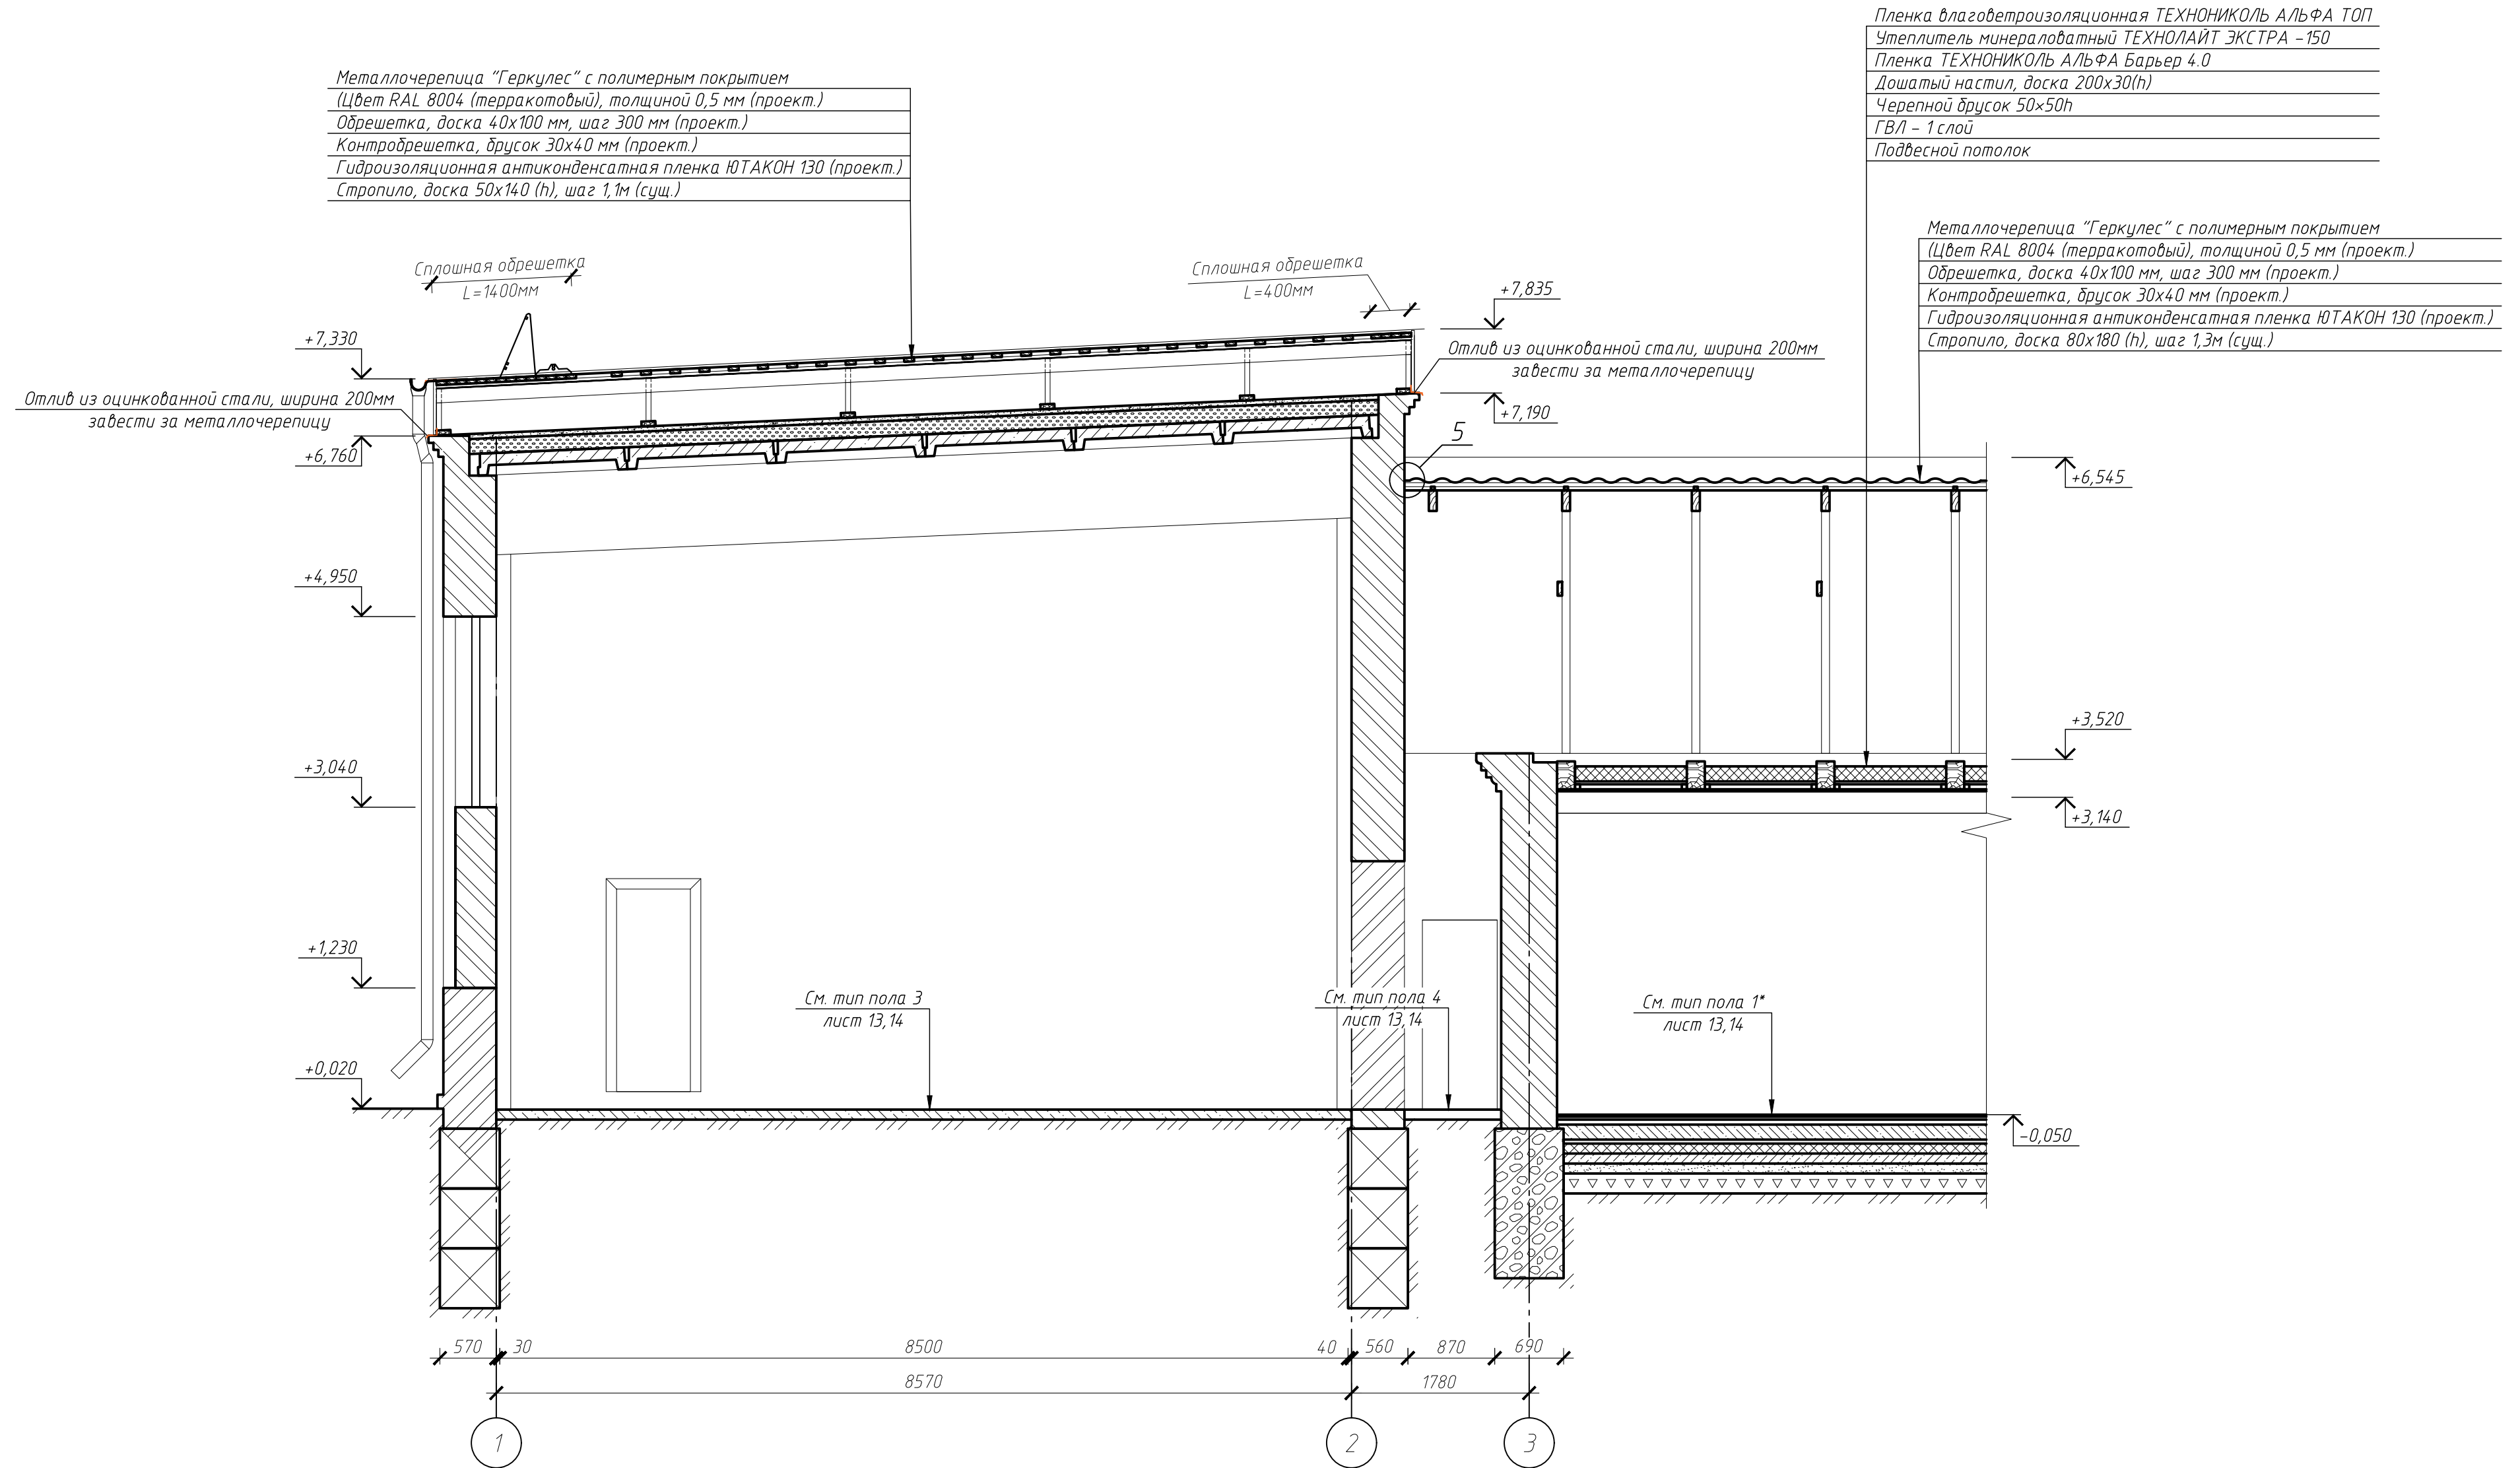 Пленка влаговетроизоляционная ТЕХНОНИКОЛЬ АЛЬФА ТОП
Утеплитель минераловатный ТЕХНОЛАЙТ ЭКСТРА -150
Пленка ТЕХНОНИКОЛЬ АЛЬФА Барьер 4.0
Дошатый настил, доска 200х30(h)
Черепной брусок 50×50h
ГВЛ - 1 слой
Подвесной потолок
Металлочерепица "Геркулес" с полимерным покрытием
(Цвет RAL 8004 (терракотовый), толщиной 0,5 мм (проект.)
Обрешетка, доска 40х100 мм, шаг 300 мм (проект.)
Контробрешетка, брусок 30х40 мм (проект.)
Гидроизоляционная антиконденсатная пленка ЮТАКОН 130 (проект.)
Стропило, доска 50х140 (h), шаг 1,1м (сущ.)
Металлочерепица "Геркулес" с полимерным покрытием
(Цвет RAL 8004 (терракотовый), толщиной 0,5 мм (проект.)
Обрешетка, доска 40х100 мм, шаг 300 мм (проект.)
Контробрешетка, брусок 30х40 мм (проект.)
Гидроизоляционная антиконденсатная пленка ЮТАКОН 130 (проект.)
Стропило, доска 80х180 (h), шаг 1,3м (сущ.)
Сплошная обрешетка
L=1400мм
Сплошная обрешетка
L=400мм
+7,835
+7,330
Отлив из оцинкованной стали, ширина 200мм
завести за металлочерепицу
Отлив из оцинкованной стали, ширина 200мм
завести за металлочерепицу
+7,190
5
+6,760
+6,545
+4,950
+3,520
+3,040
+3,140
+1,230
См. тип пола 3
лист 13,14
См. тип пола 4
лист 13,14
См. тип пола 1*
лист 13,14
+0,020
-0,050
570 30 8500 40 560 870 690
8570 1780
1 2 3